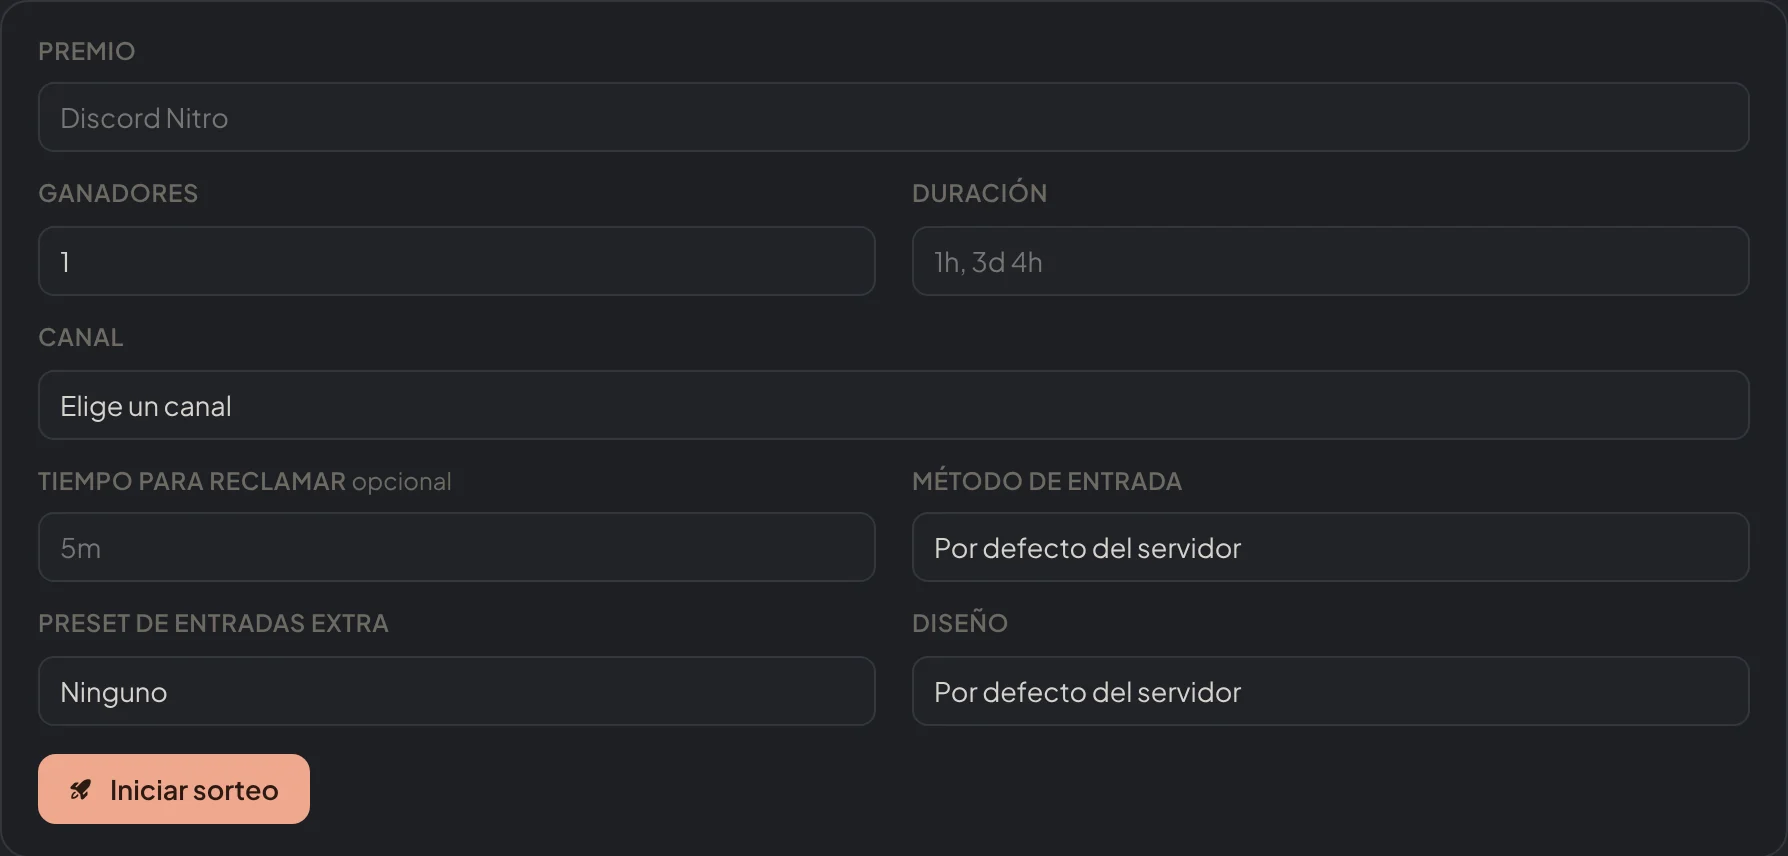 PREMIO
Discord Nitro
GANADORES
DURACIÓN
1
1h, 3d 4h
CANAL
Elige un canal
TIEMPO PARA RECLAMAR opcional
MÉTODO DE ENTRADA
5m
Por defecto del servidor
PRESET DE ENTRADAS EXTRA
DISEÑO
Ninguno
Por defecto del servidor
Iniciar sorteo